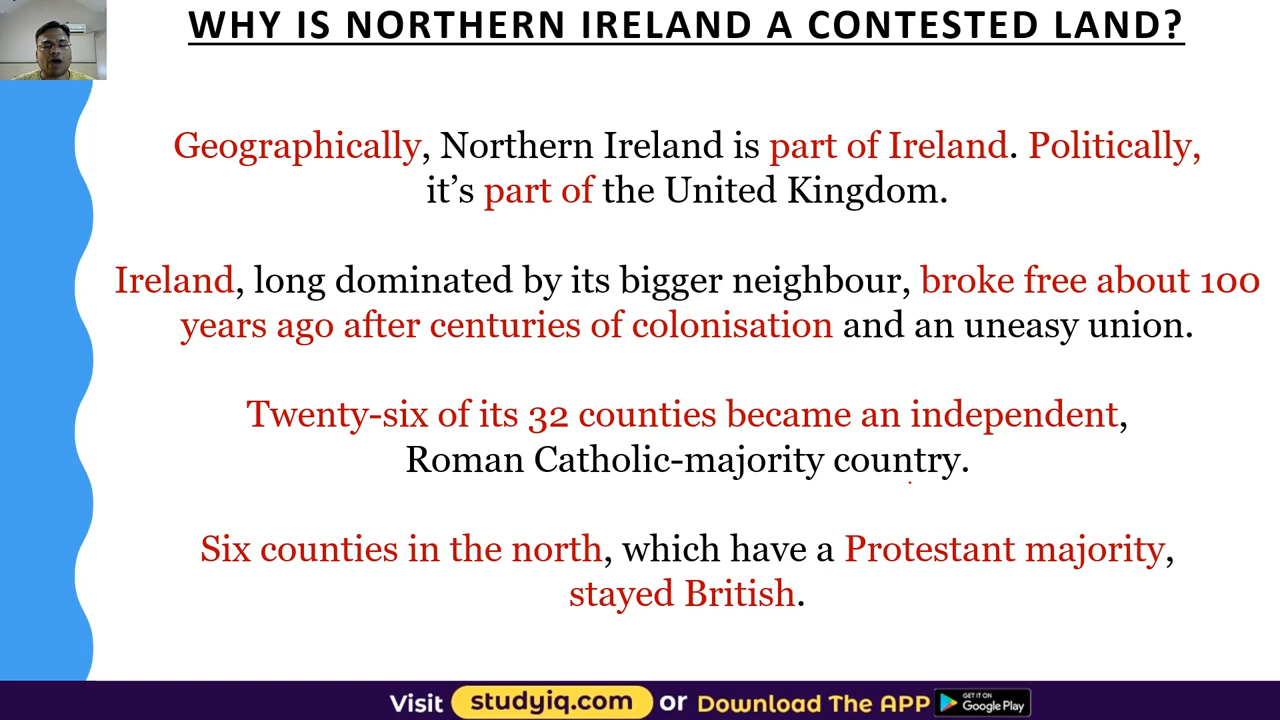 WHY IS NORTHERN IRELAND A CONTESTED LAND?
Geographically, Northern Ireland is part of Ireland. Politically,
it’s part of the United Kingdom.
Ireland, long dominated by its bigger neighbour, broke free about 100
years ago after centuries of colonisation and an uneasy union.
Twenty-six of its 32 counties became an independent,
Roman Catholic-majority country.
Six counties in the north, which have a Protestant majority,
stayed British.
Visit studyiq.com or Download The APP GET IT ON Google Play